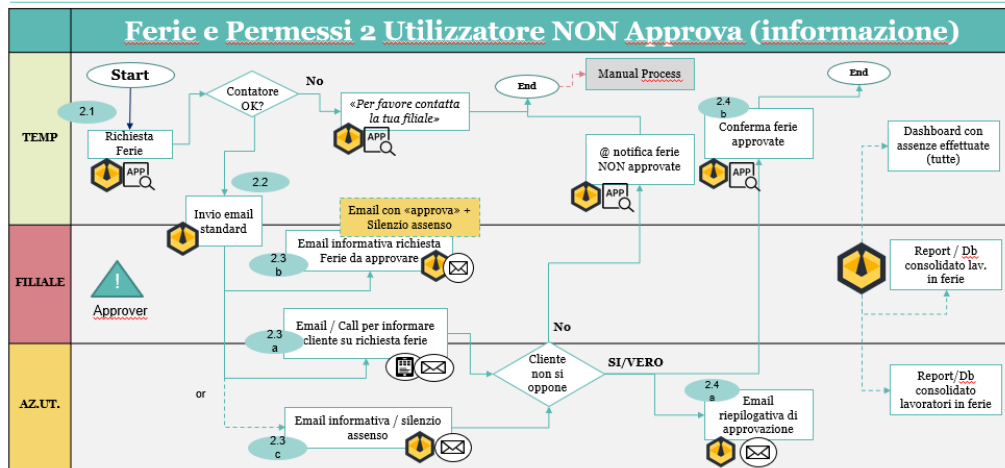 Ferie e Permessi 2 Utilizzatore NON Approva (informazione)
TEMP
Start
2.1
Richiesta
Ferie
APP
Contatore
OK?
No
«Per favore contatta
la tua filiale»
APP
End
Manual Process
@ notifica ferie
NON approvate
APP
2.4
b
Conferma ferie
approvate
APP
End
Dashboard con
assenze effettuate
(tutte)
2.2
Invio email
standard
Email con «approva» +
Silenzio assenso
FILIALE
!
Approver
2.3
b
Email informativa richiesta
Ferie da approvare
Report / Db
consolidato lav.
in ferie
2.3
a
Email / Call per informare
cliente su richiesta ferie
No
AZ.UT.
or
Cliente
non si
oppone
SI/VERO
2.4
a
Email
riepilogativa di
approvazione
Report/Db
consolidato
lavoratori in ferie
2.3
c
Email informativa / silenzio
assenso